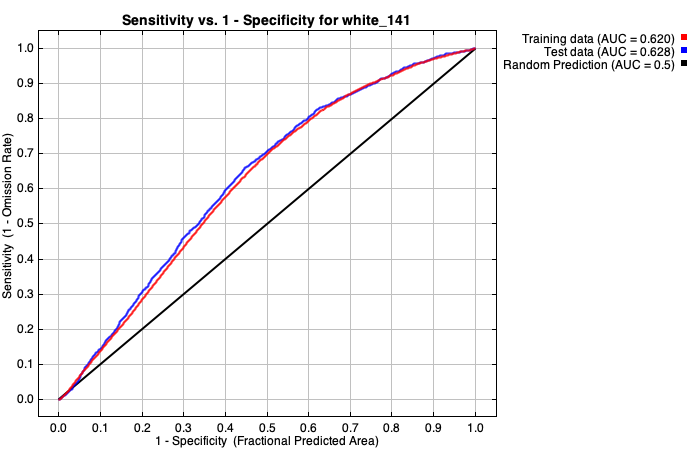 Sensitivity vs. 1 - Specificity for white_141
Training data (AUC = 0.620)
Test data (AUC = 0.628)
Random Prediction (AUC = 0.5)
Sensitivity (1 - Omission Rate)
1.0
0.9
0.8
0.7
0.6
0.5
0.4
0.3
0.2
0.1
0.0
0.0 0.1 0.2 0.3 0.4 0.5 0.6 0.7 0.8 0.9 1.0
1 - Specificity (Fractional Predicted Area)